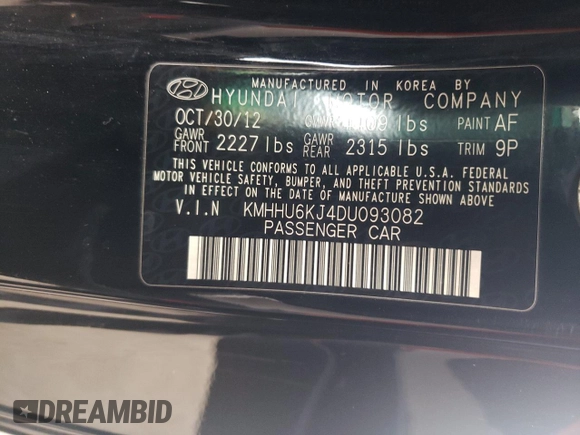 MANUFACTURED IN KOREA BY
HYUNDAI MOTOR COMPANY
OCT/30/12 lbs PAINT AF
GAWR FRONT 2227 lbs GAWR REAR 2315 lbs TRIM 9P
THIS VEHICLE CONFORMS TO ALL APPLICABLE U.S.A. FEDERAL
MOTOR VEHICLE SAFETY, BUMPER, AND THEFT PREVENTION STANDARDS
IN EFFECT ON THE DATE OF MANUFACTURE SHOWN ABOVE
V.I.N KMHHU6KJ4DU093082
PASSENGER CAR
DREAMBID